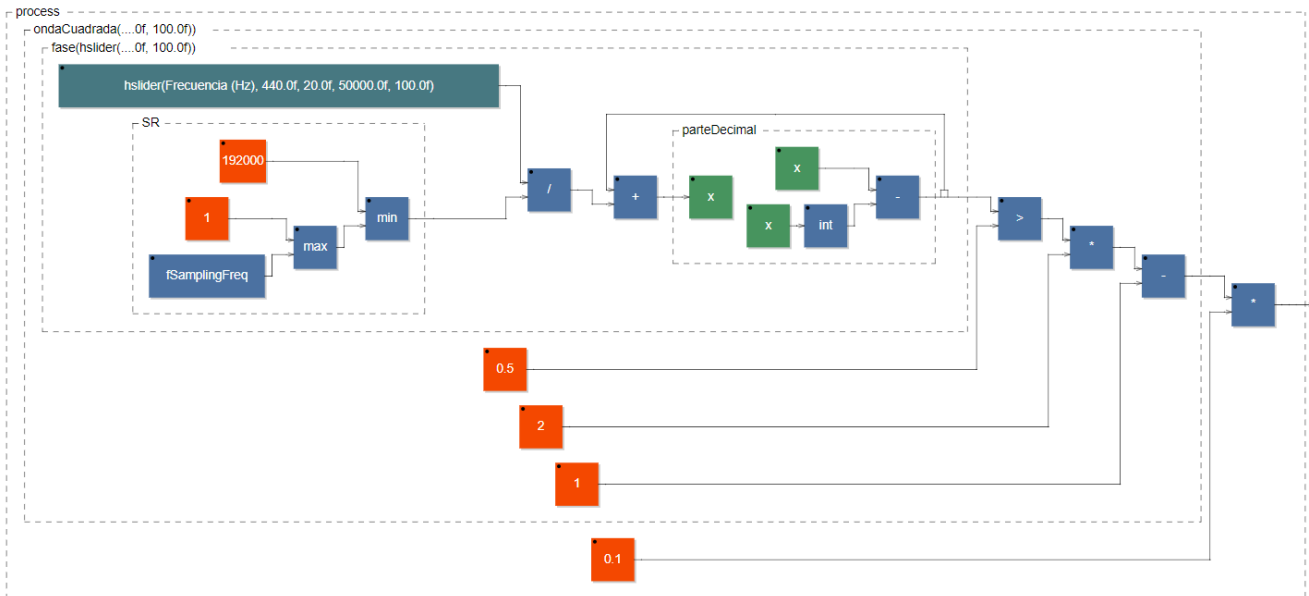 process
ondaCuadrada(....0f, 100.0f))
fase(hslider(....0f, 100.0f))
hslider(Frecuencia (Hz), 440.0f, 20.0f, 50000.0f, 100.0f)
SR
parteDecimal
192000
x
/
+
x
-
1
min
x
int
>
max
*
fSamplingFreq
-
*
0.5
2
1
0.1